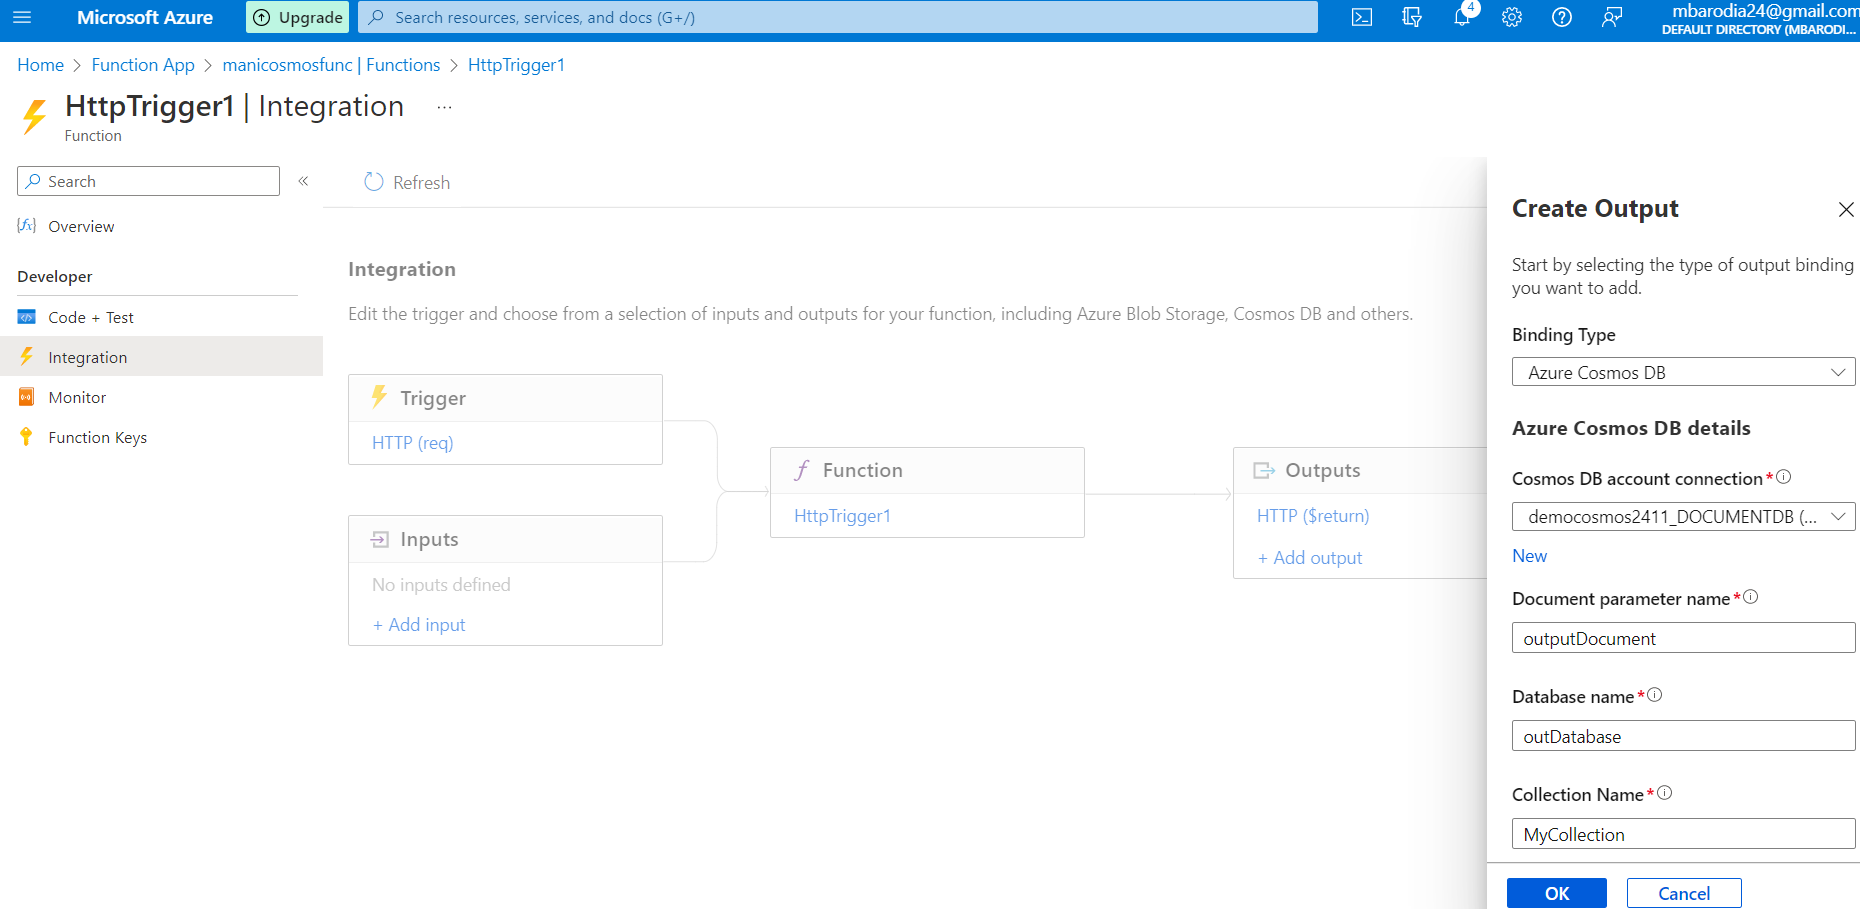 Microsoft Azure
Upgrade
Search resources, services, and docs (G+/)
4
mbarodia24@gmail.com
DEFAULT DIRECTORY (MBARODI...
Home > Function App > manicosmosfunc | Functions > HttpTrigger1
HttpTrigger1 | Integration ...
Function
Search
«
Refresh
{fx} Overview
Developer
Code + Test
Integration
Monitor
Function Keys
Integration
Edit the trigger and choose from a selection of inputs and outputs for your function, including Azure Blob Storage, Cosmos DB and others.
Trigger
HTTP (req)
Inputs
No inputs defined
+ Add input
Function
HttpTrigger1
Outputs
HTTP ($return)
+ Add output
Create Output
Start by selecting the type of output binding
you want to add.
Binding Type
Azure Cosmos DB
Azure Cosmos DB details
Cosmos DB account connection*
democosmos2411_DOCUMENTDB (...
New
Document parameter name*
outputDocument
Database name*
outDatabase
Collection Name*
MyCollection
OK
Cancel